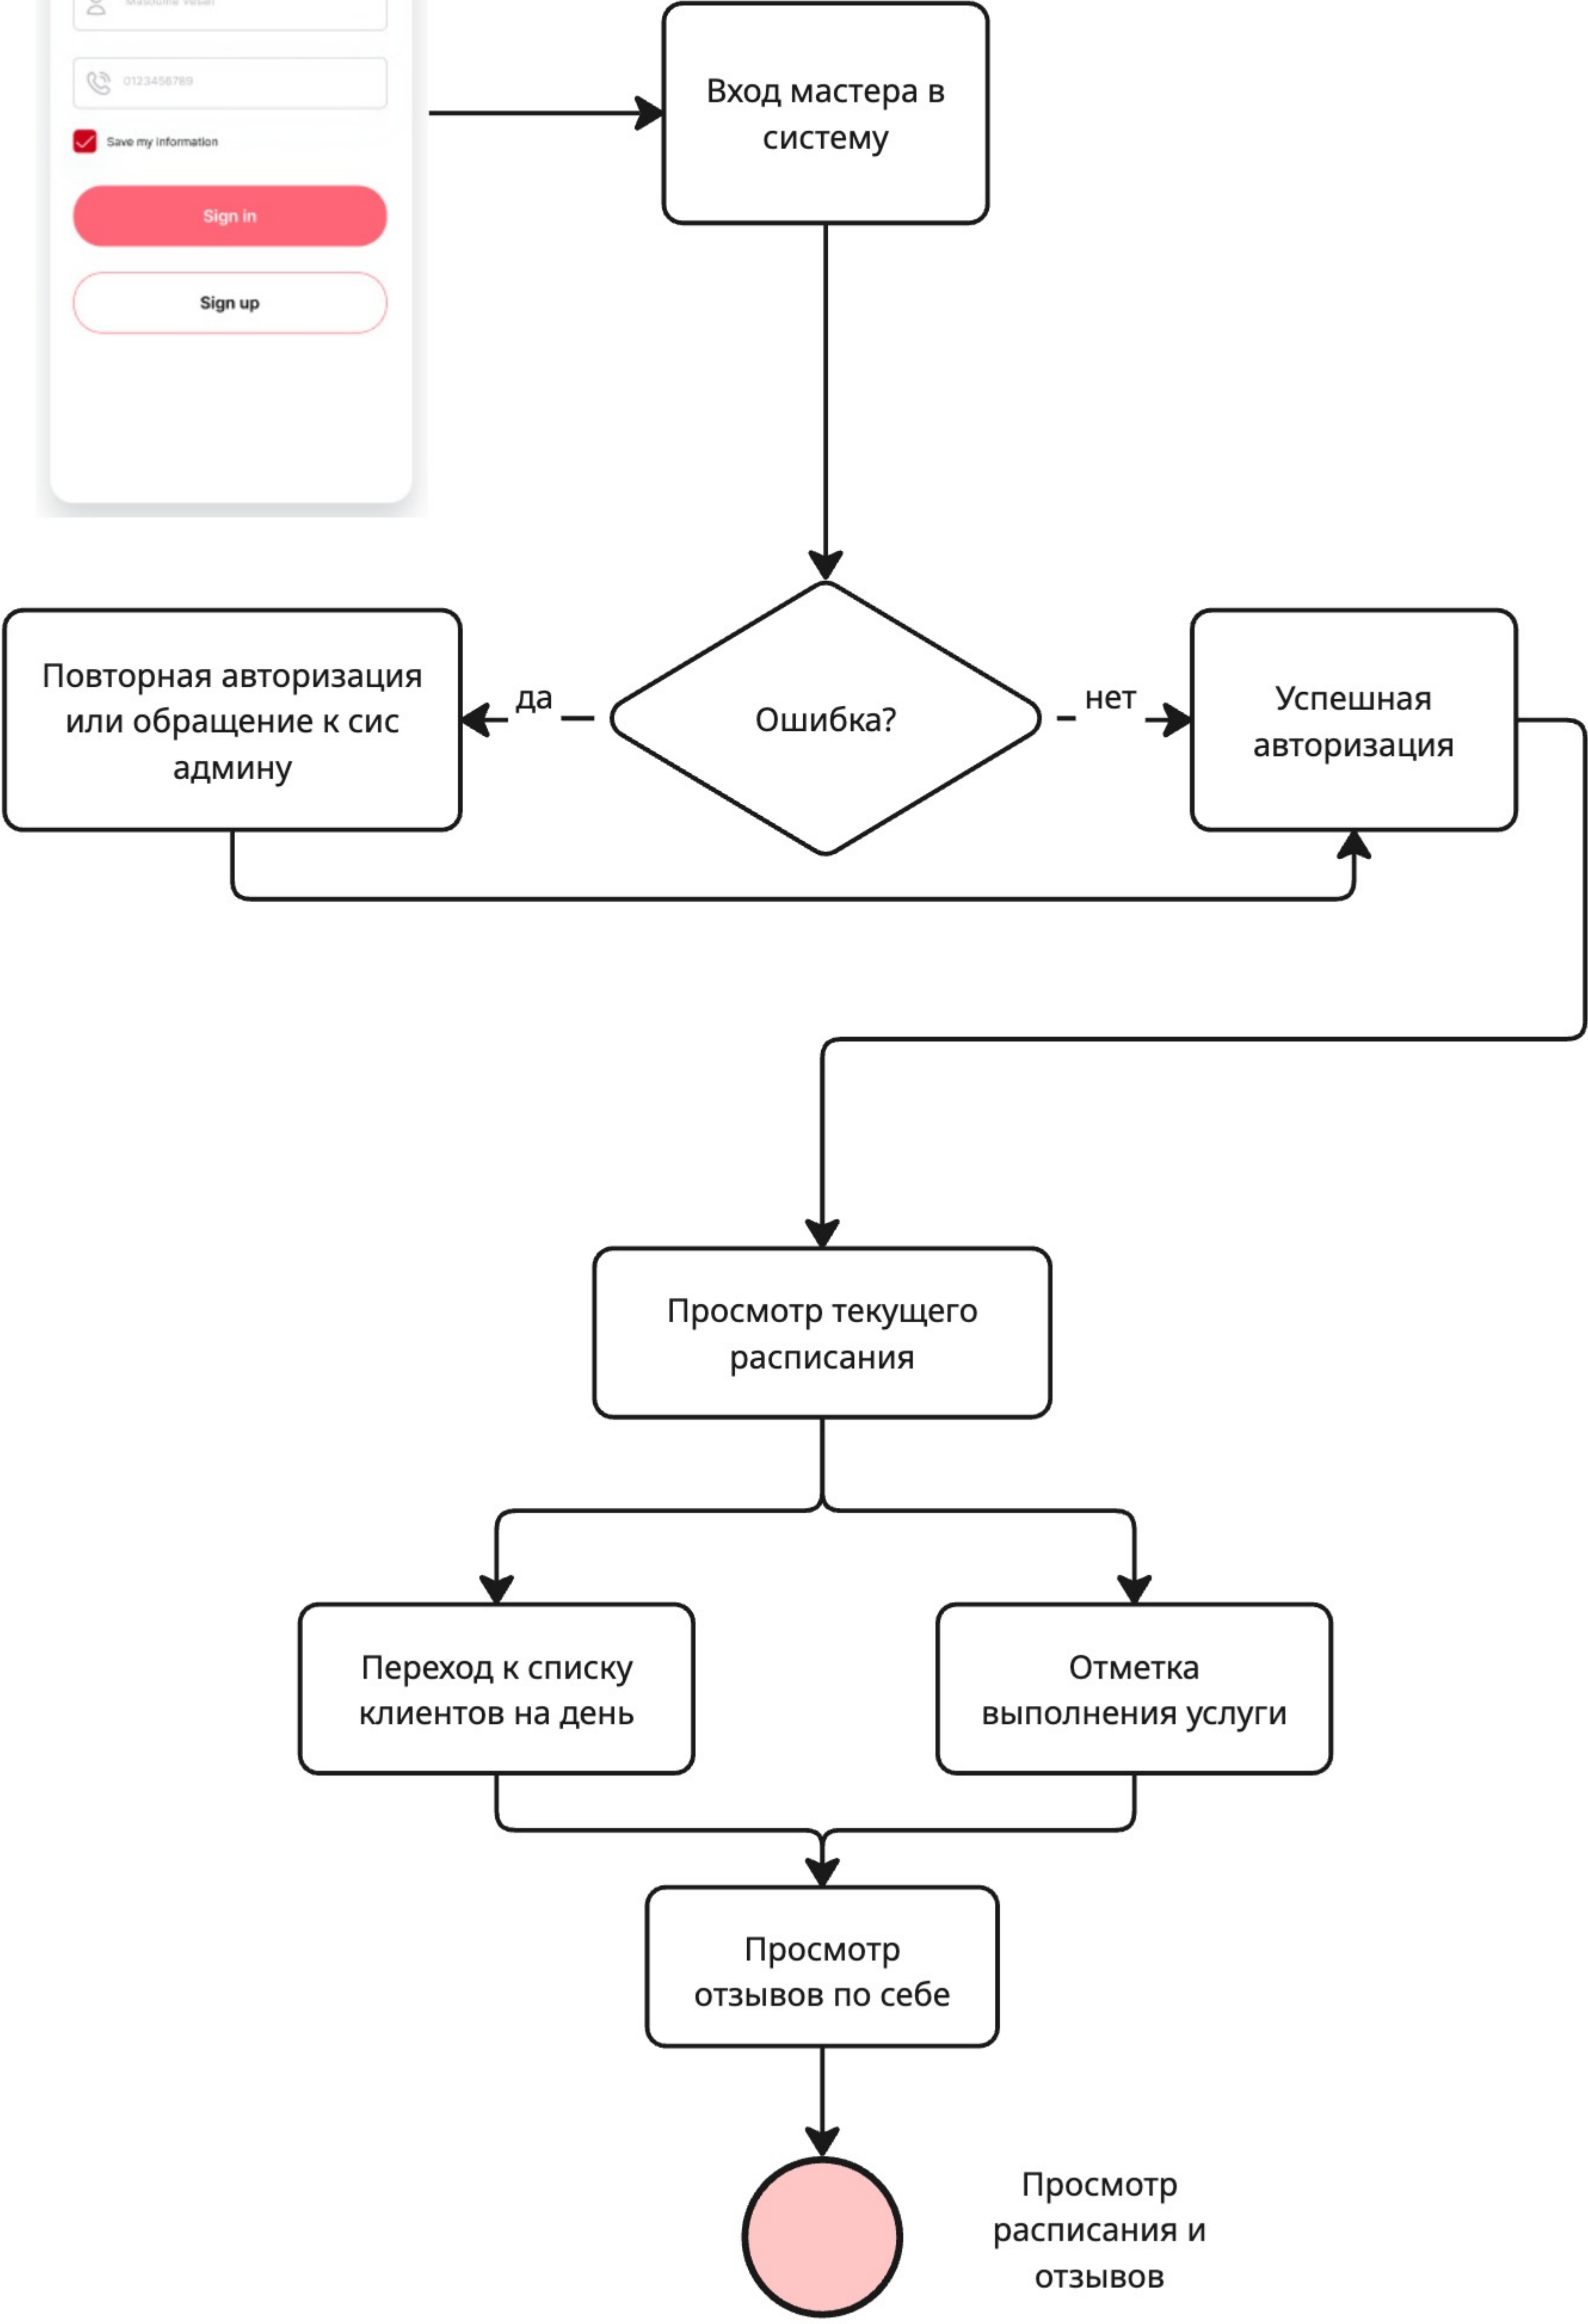 0123456789
Save my information
Sign in
Sign up
Вход мастера в
систему
Повторная авторизация
или обращение к сис
админу
да
Ошибка?
нет
Успешная
авторизация
Просмотр текущего
расписания
Переход к списку
клиентов на день
Отметка
выполнения услуги
Просмотр
отзывов по себе
Просмотр
расписания и
отзывов